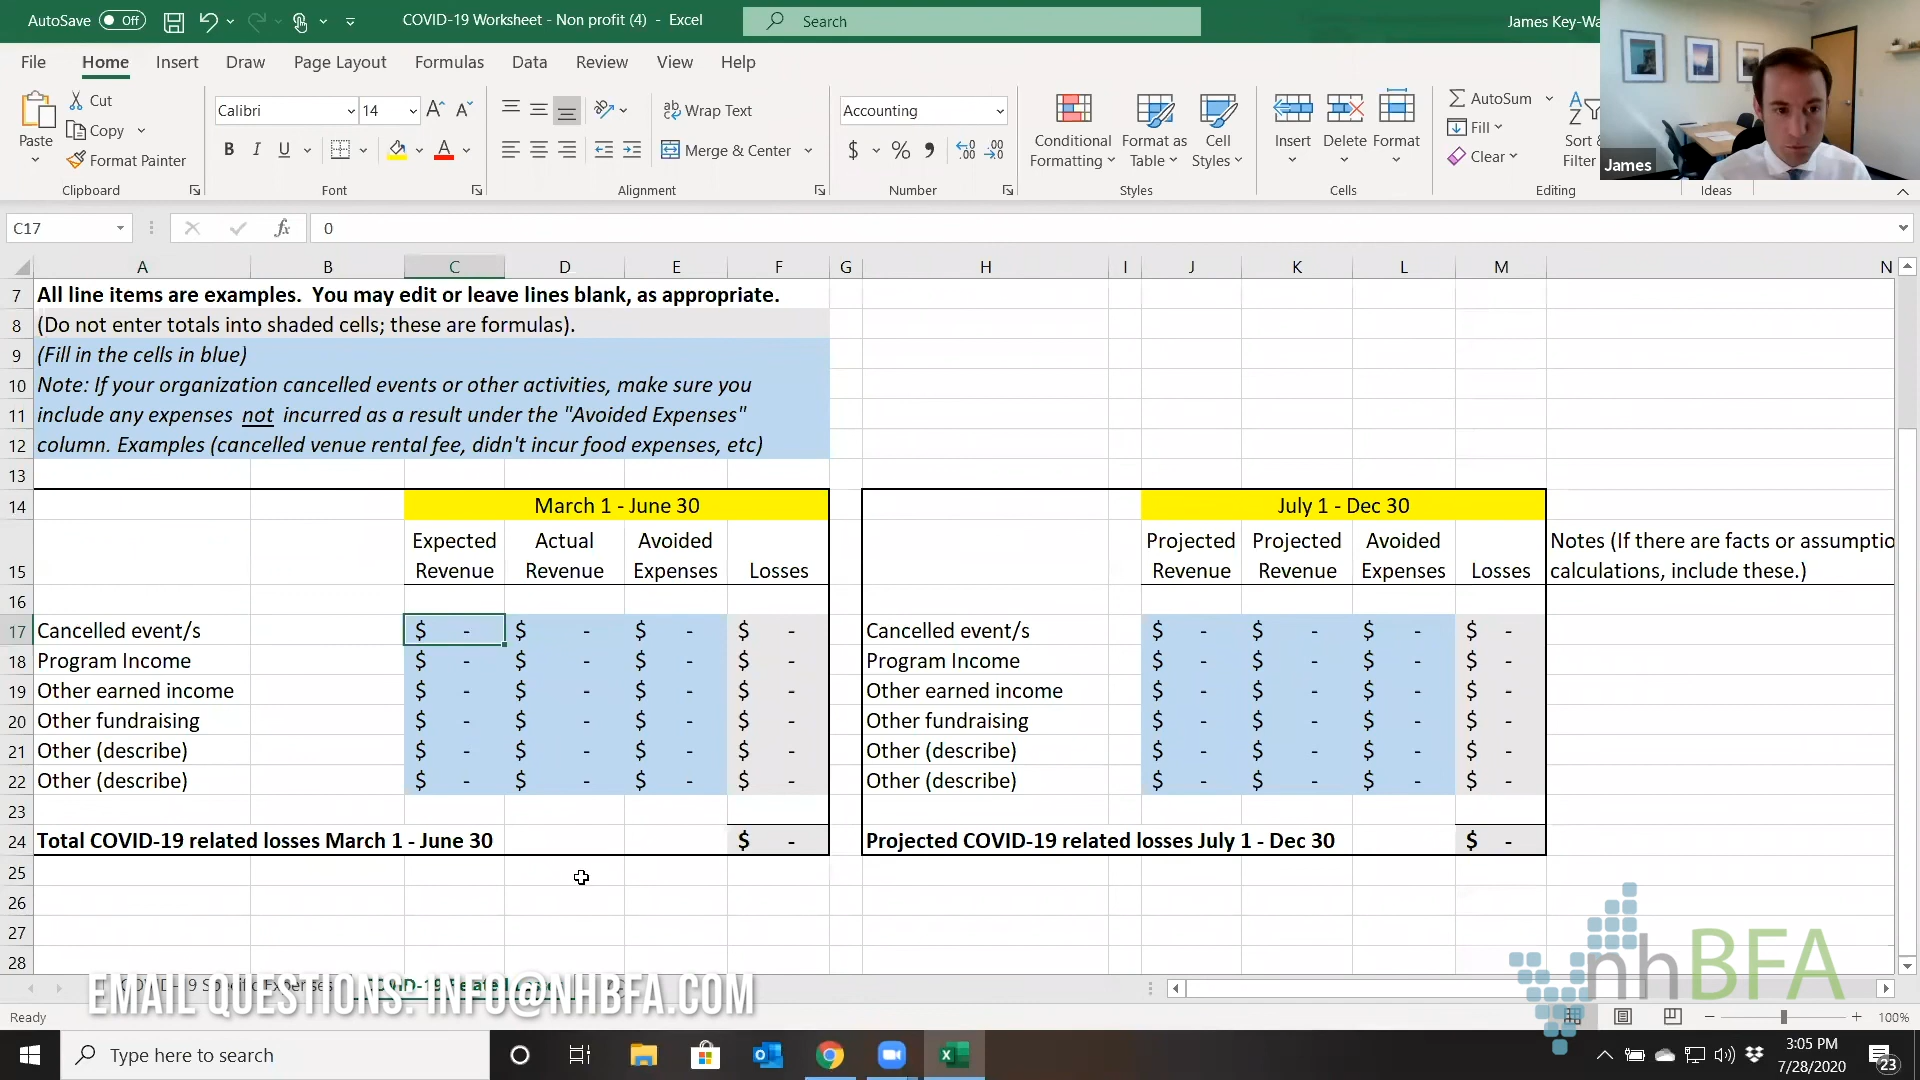 AutoSave Off COVID-19 Worksheet - Non profit (4) - Excel Search James Key-Wa
File Home Insert Draw Page Layout Formulas Data Review View Help
Paste Cut Copy Format Painter Clipboard
Calibri 14 B I U Font
Wrap Text Merge & Center Alignment
Accounting $ % Number
Conditional Formatting Format as Table Cell Styles Styles
Insert Delete Format Cells
AutoSum Fill Clear Sort & Filter Editing
Ideas
James
C17 fx 0
A B C D E F G H I J K L M N
7 All line items are examples. You may edit or leave lines blank, as appropriate.
8 (Do not enter totals into shaded cells; these are formulas).
9 (Fill in the cells in blue)
10 Note: If your organization cancelled events or other activities, make sure you
11 include any expenses not incurred as a result under the "Avoided Expenses"
12 column. Examples (cancelled venue rental fee, didn't incur food expenses, etc)
13
14 March 1 - June 30 July 1 - Dec 30
Expected Actual Avoided Projected Projected Avoided Notes (If there are facts or assumptio
15 Revenue Revenue Expenses Losses Revenue Revenue Expenses Losses calculations, include these.)
16
17 Cancelled event/s $ - $ - $ - $ - Cancelled event/s $ - $ - $ - $ -
18 Program Income $ - $ - $ - $ - Program Income $ - $ - $ - $ -
19 Other earned income $ - $ - $ - $ - Other earned income $ - $ - $ - $ -
20 Other fundraising $ - $ - $ - $ - Other fundraising $ - $ - $ - $ -
21 Other (describe) $ - $ - $ - $ - Other (describe) $ - $ - $ - $ -
22 Other (describe) $ - $ - $ - $ - Other (describe) $ - $ - $ - $ -
23
24 Total COVID-19 related losses March 1 - June 30 $ - Projected COVID-19 related losses July 1 - Dec 30 $ -
25
26
27
28
nhBFA
EMAIL QUESTIONS: INFO@NHBFA.COM
Ready 100%
Type here to search
3:05 PM
7/28/2020
23